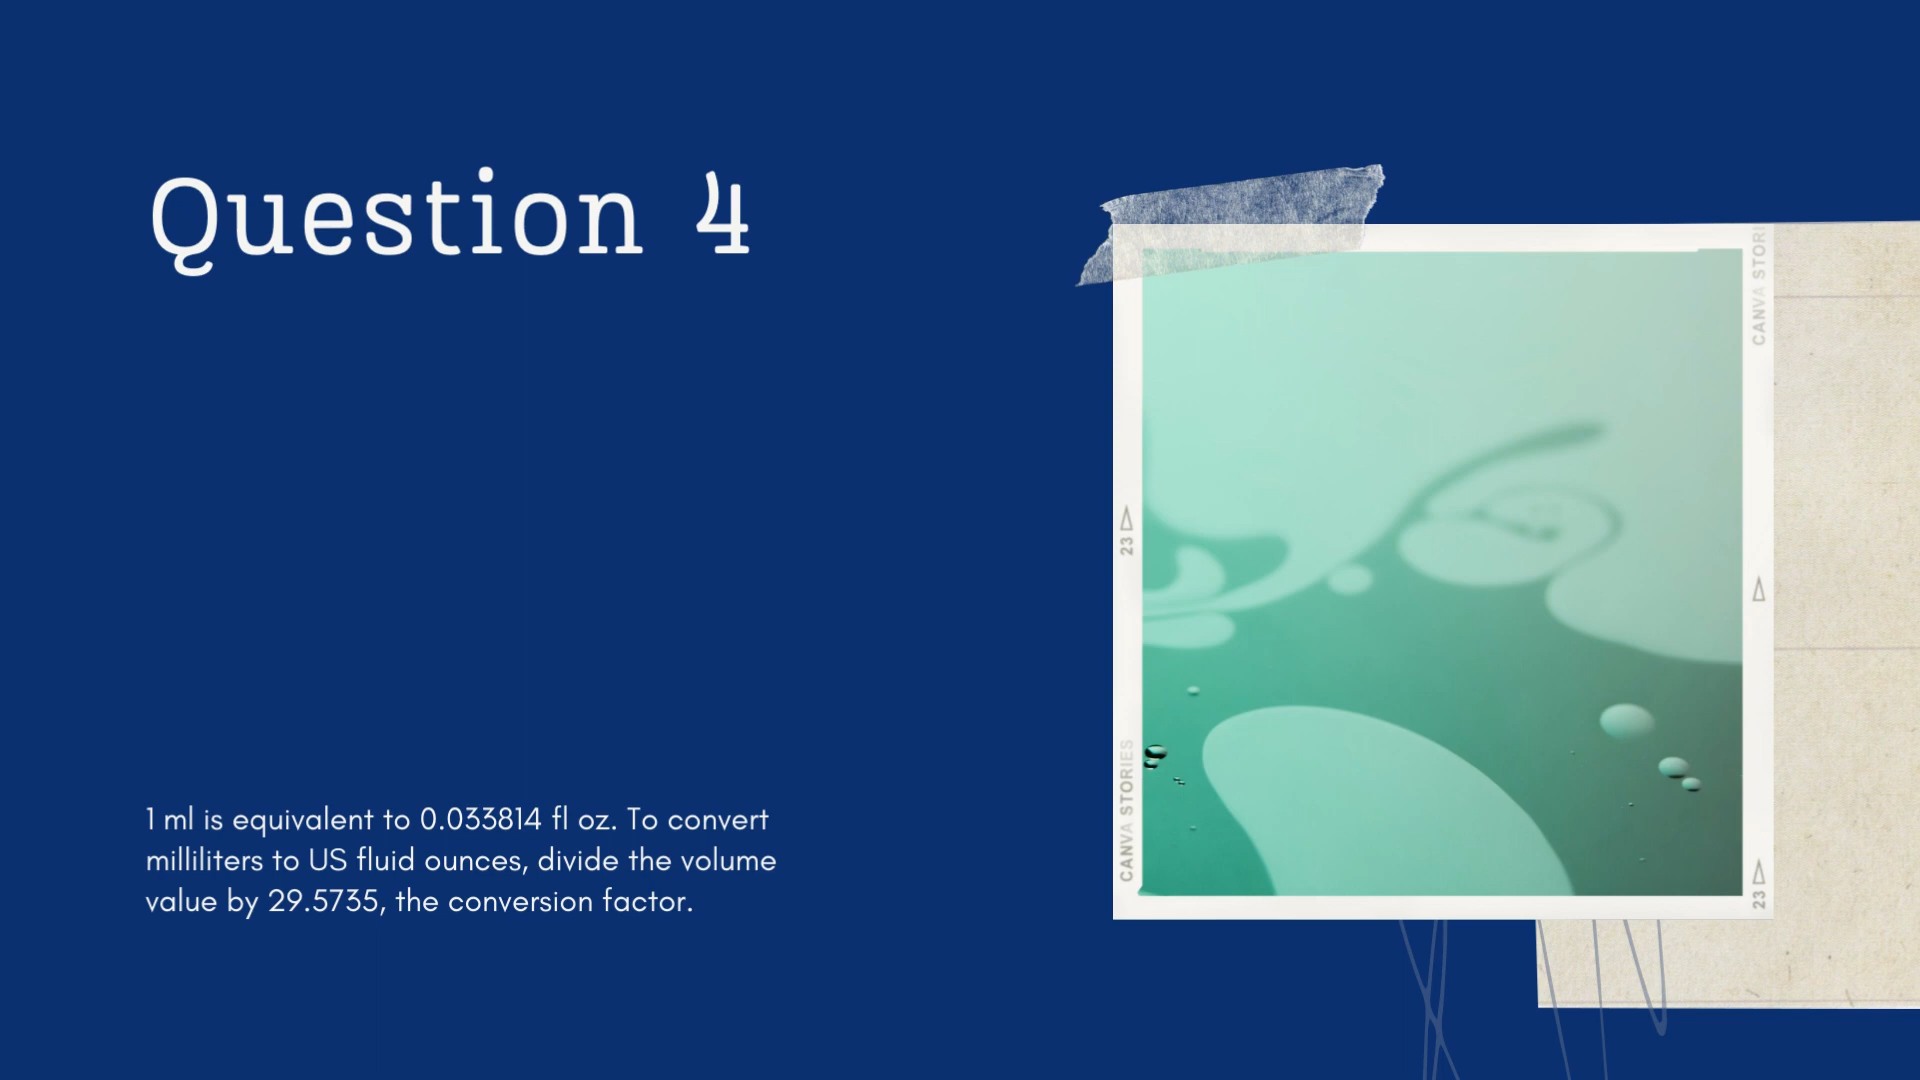 Question 4
CANVA STORI
23
23
CANVA STORIES
1 ml is equivalent to 0.033814 fl oz. To convert
milliliters to US fluid ounces, divide the volume
value by 29.5735, the conversion factor.